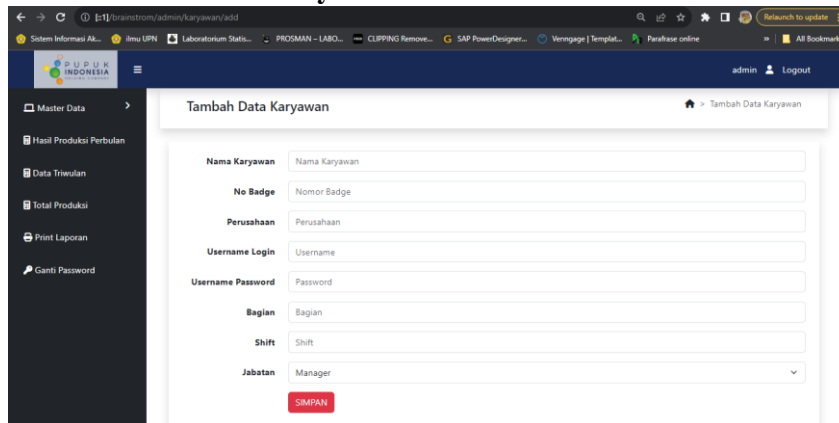 [::1]/brainstrom/admin/karyawan/add
Relaunch to update
Sistem Informasi Ak... ilmu UPN Laboratorium Statis... PROSMAN – LABO... CLIPPING Remove... SAP PowerDesigner... Venngage | Templat... Parafrase online » All Bookmark
PUPUK
INDONESIA
admin Logout
Master Data >
Tambah Data Karyawan
> Tambah Data Karyawan
Hasil Produksi Perbulan
Data Triwulan
Total Produksi
Print Laporan
Ganti Password
Nama Karyawan Nama Karyawan
No Badge Nomor Badge
Perusahaan Perusahaan
Username Login Username
Username Password Password
Bagian Bagian
Shift Shift
Jabatan Manager
SIMPAN